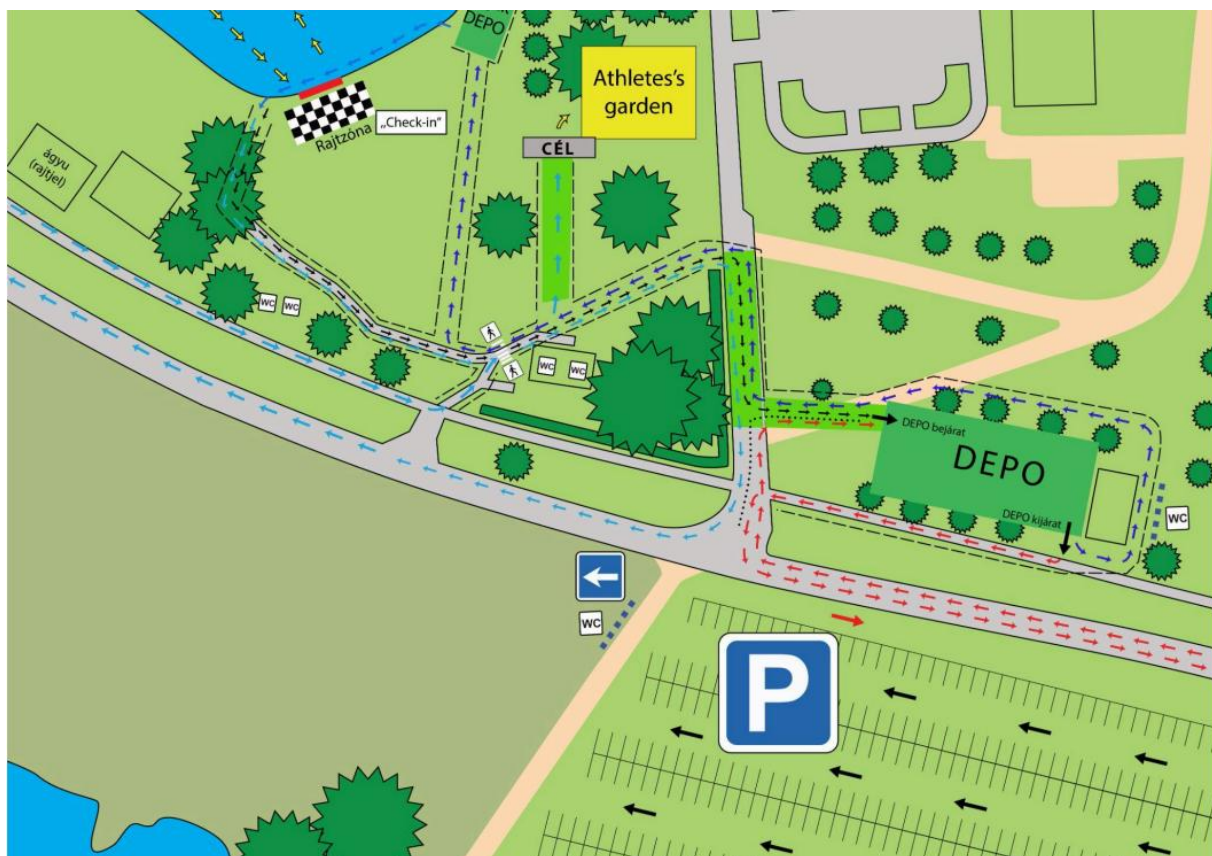 DEPO
Athletes's
garden
„Check-in”
Rajtzóna
CÉL
ágyu
(rajtjel)
WC
WC
WC
WC
DEPO bejárat
DEPO
DEPO kijárat
WC
WC
P